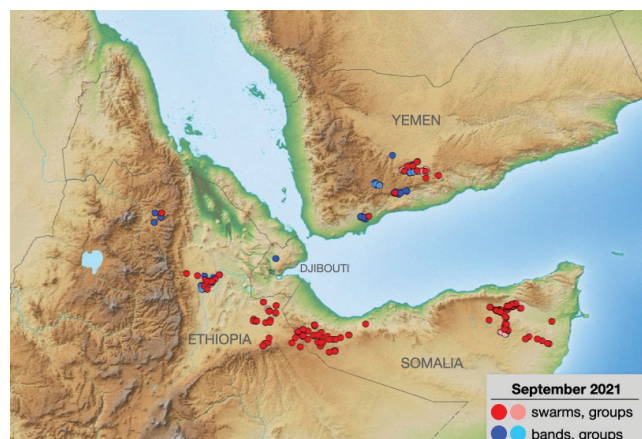 YEMEN
DJIBOUTI
ETHIOPIA
SOMALIA
September 2021
swarms, groups
bands, groups